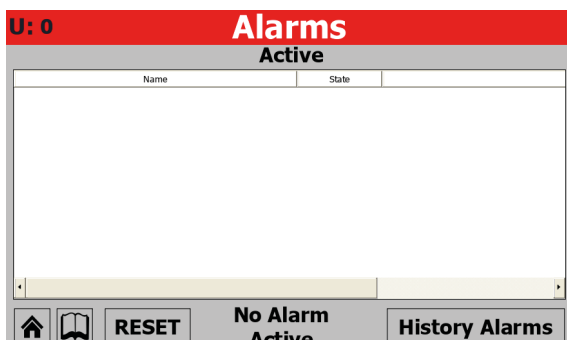 U: 0 Alarms
Active
Name State
RESET No Alarm Active History Alarms